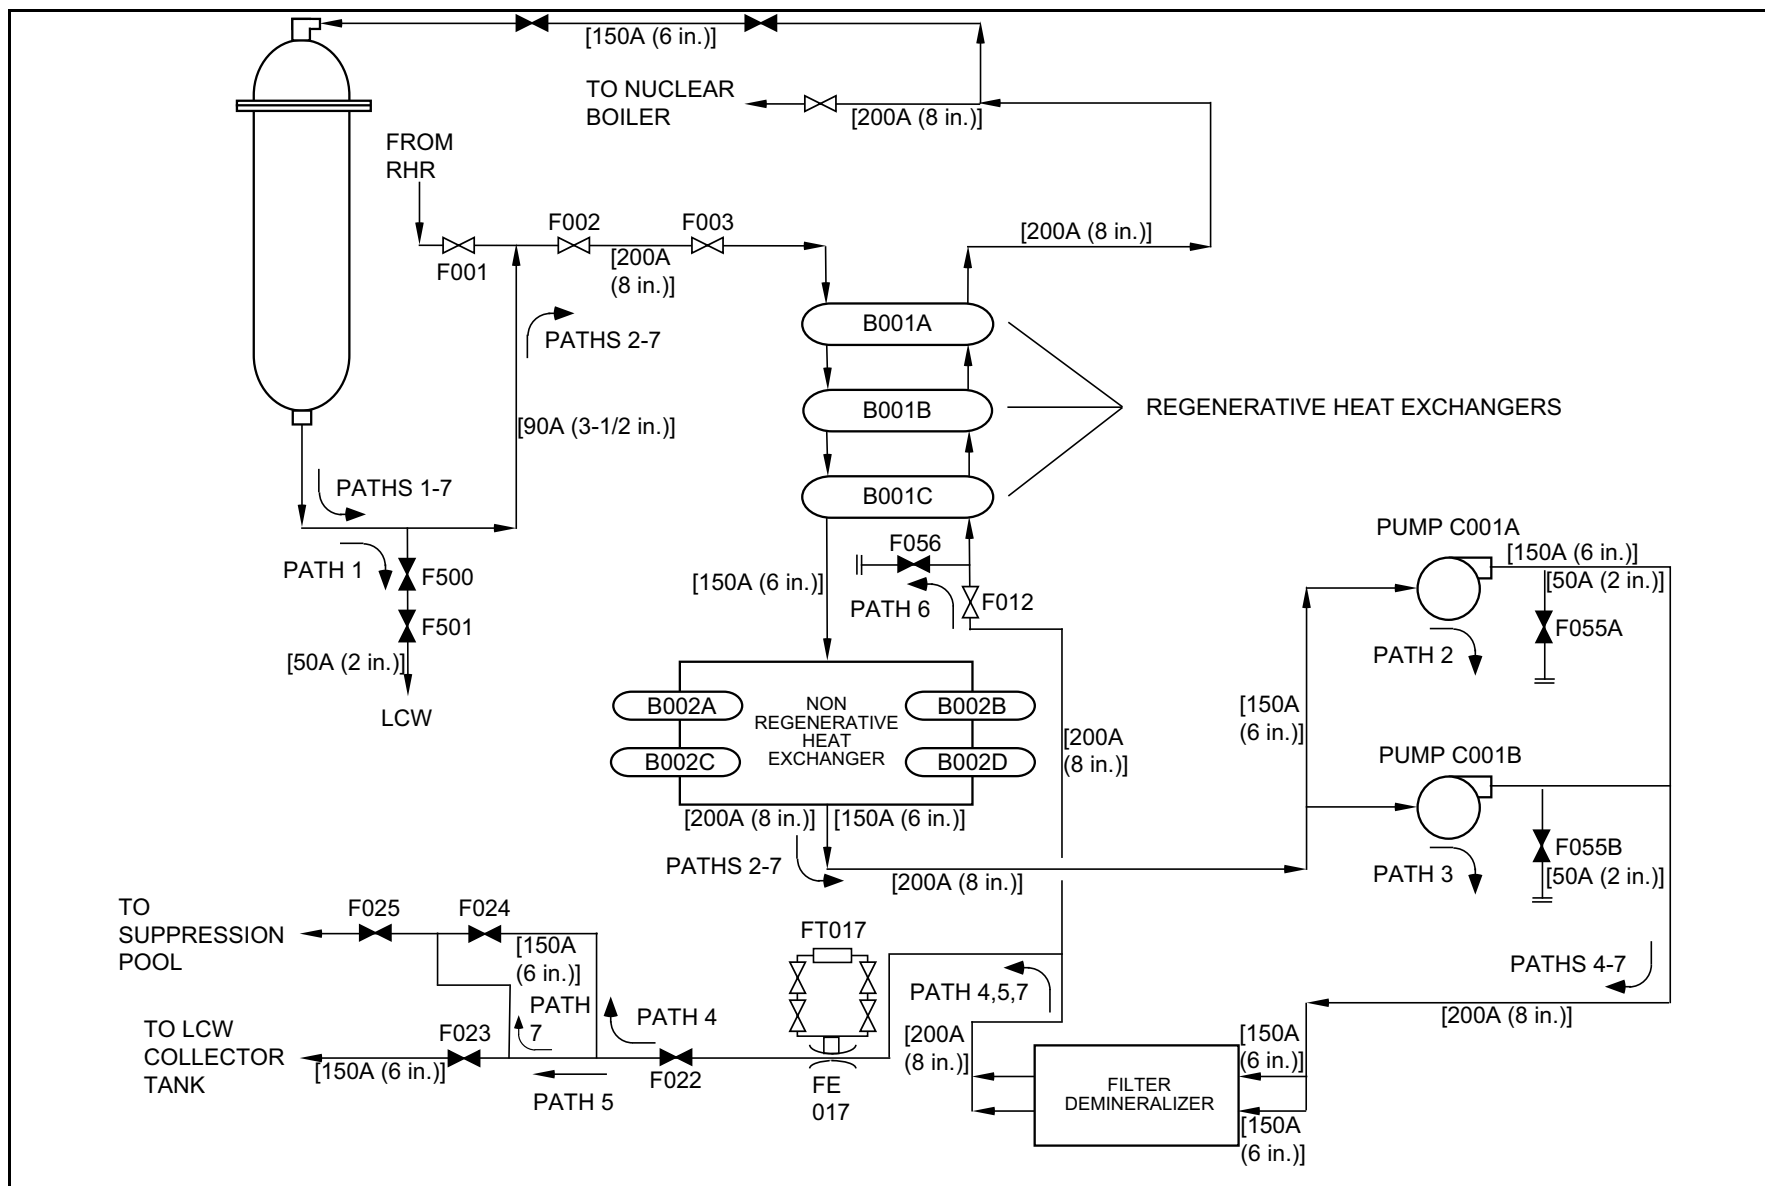 [150A (6 in.)]
TO NUCLEAR
BOILER
[200A (8 in.)]
FROM
RHR
F001
F002
F003
[200A
(8 in.)]
[200A (8 in.)]
PATHS 2-7
[90A (3-1/2 in.)]
B001A
B001B
B001C
REGENERATIVE HEAT EXCHANGERS
PATHS 1-7
PATH 1
F500
F501
[50A (2 in.)]
LCW
[150A (6 in.)]
F056
PATH 6
F012
PUMP C001A
[150A (6 in.)]
[50A (2 in.)]
F055A
PATH 2
[150A
(6 in.)]
B002A
B002B
B002C
B002D
NON
REGENERATIVE
HEAT
EXCHANGER
[200A
(8 in.)]
[200A (8 in.)]
[150A (6 in.)]
PATHS 2-7
[200A (8 in.)]
PUMP C001B
F055B
[50A (2 in.)]
PATH 3
PATHS 4-7
[200A (8 in.)]
TO
SUPPRESSION
POOL
F025
F024
[150A
(6 in.)]
PATH
7
PATH 4
TO LCW
COLLECTOR
TANK
F023
[150A (6 in.)]
PATH 5
F022
FT017
FE
017
PATH 4,5,7
[200A
(8 in.)]
FILTER
DEMINERALIZER
[150A
(6 in.)]
[150A
(6 in.)]